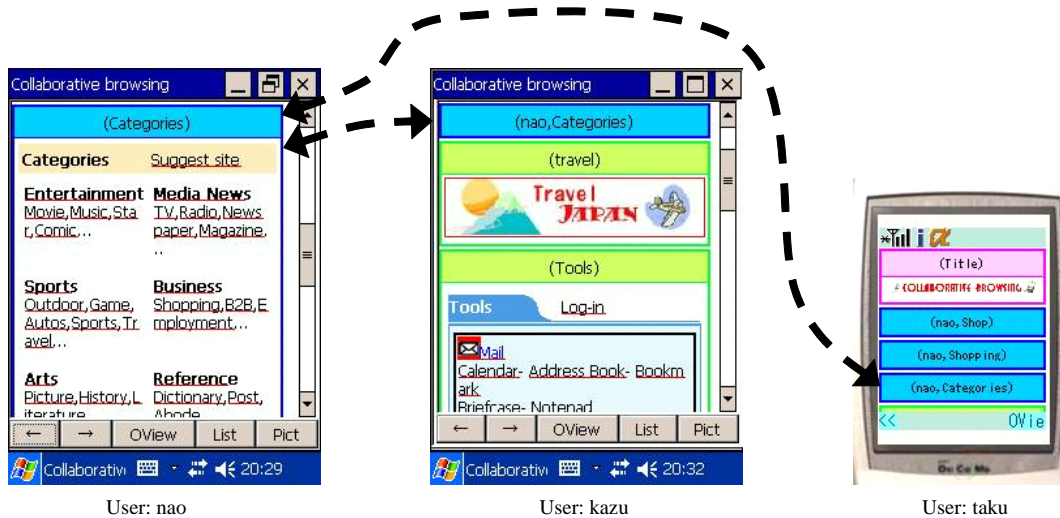 Collaborative browsing
(Categories)
Categories Suggest site
Entertainment Media News
Movie,Music,Sta TV,Radio,News
r,Comic... paper,Magazine,
..
Sports Business
Outdoor,Game, Shopping,B2B,E
Autos,Sports,Tr mployment...
avel...
Arts Reference
Picture,History,L Dictionary,Post,
iterature Abode
← → OView List Pict
Collaborativ 20:29
User: nao
Collaborative browsing
(nao,Categories)
(travel)
Travel
JAPAN
(Tools)
Tools Log-in
Mail
Calendar- Address Book- Bookm
ark
Briefcase- Notepad
← → OView List Pict
Collaborativ 20:32
User: kazu
i α
(Title)
COLLABORATIVE BROWSING
(nao,Shop)
(nao,Shopping)
(nao,Categories)
<< OVie
DoCoMo
User: taku